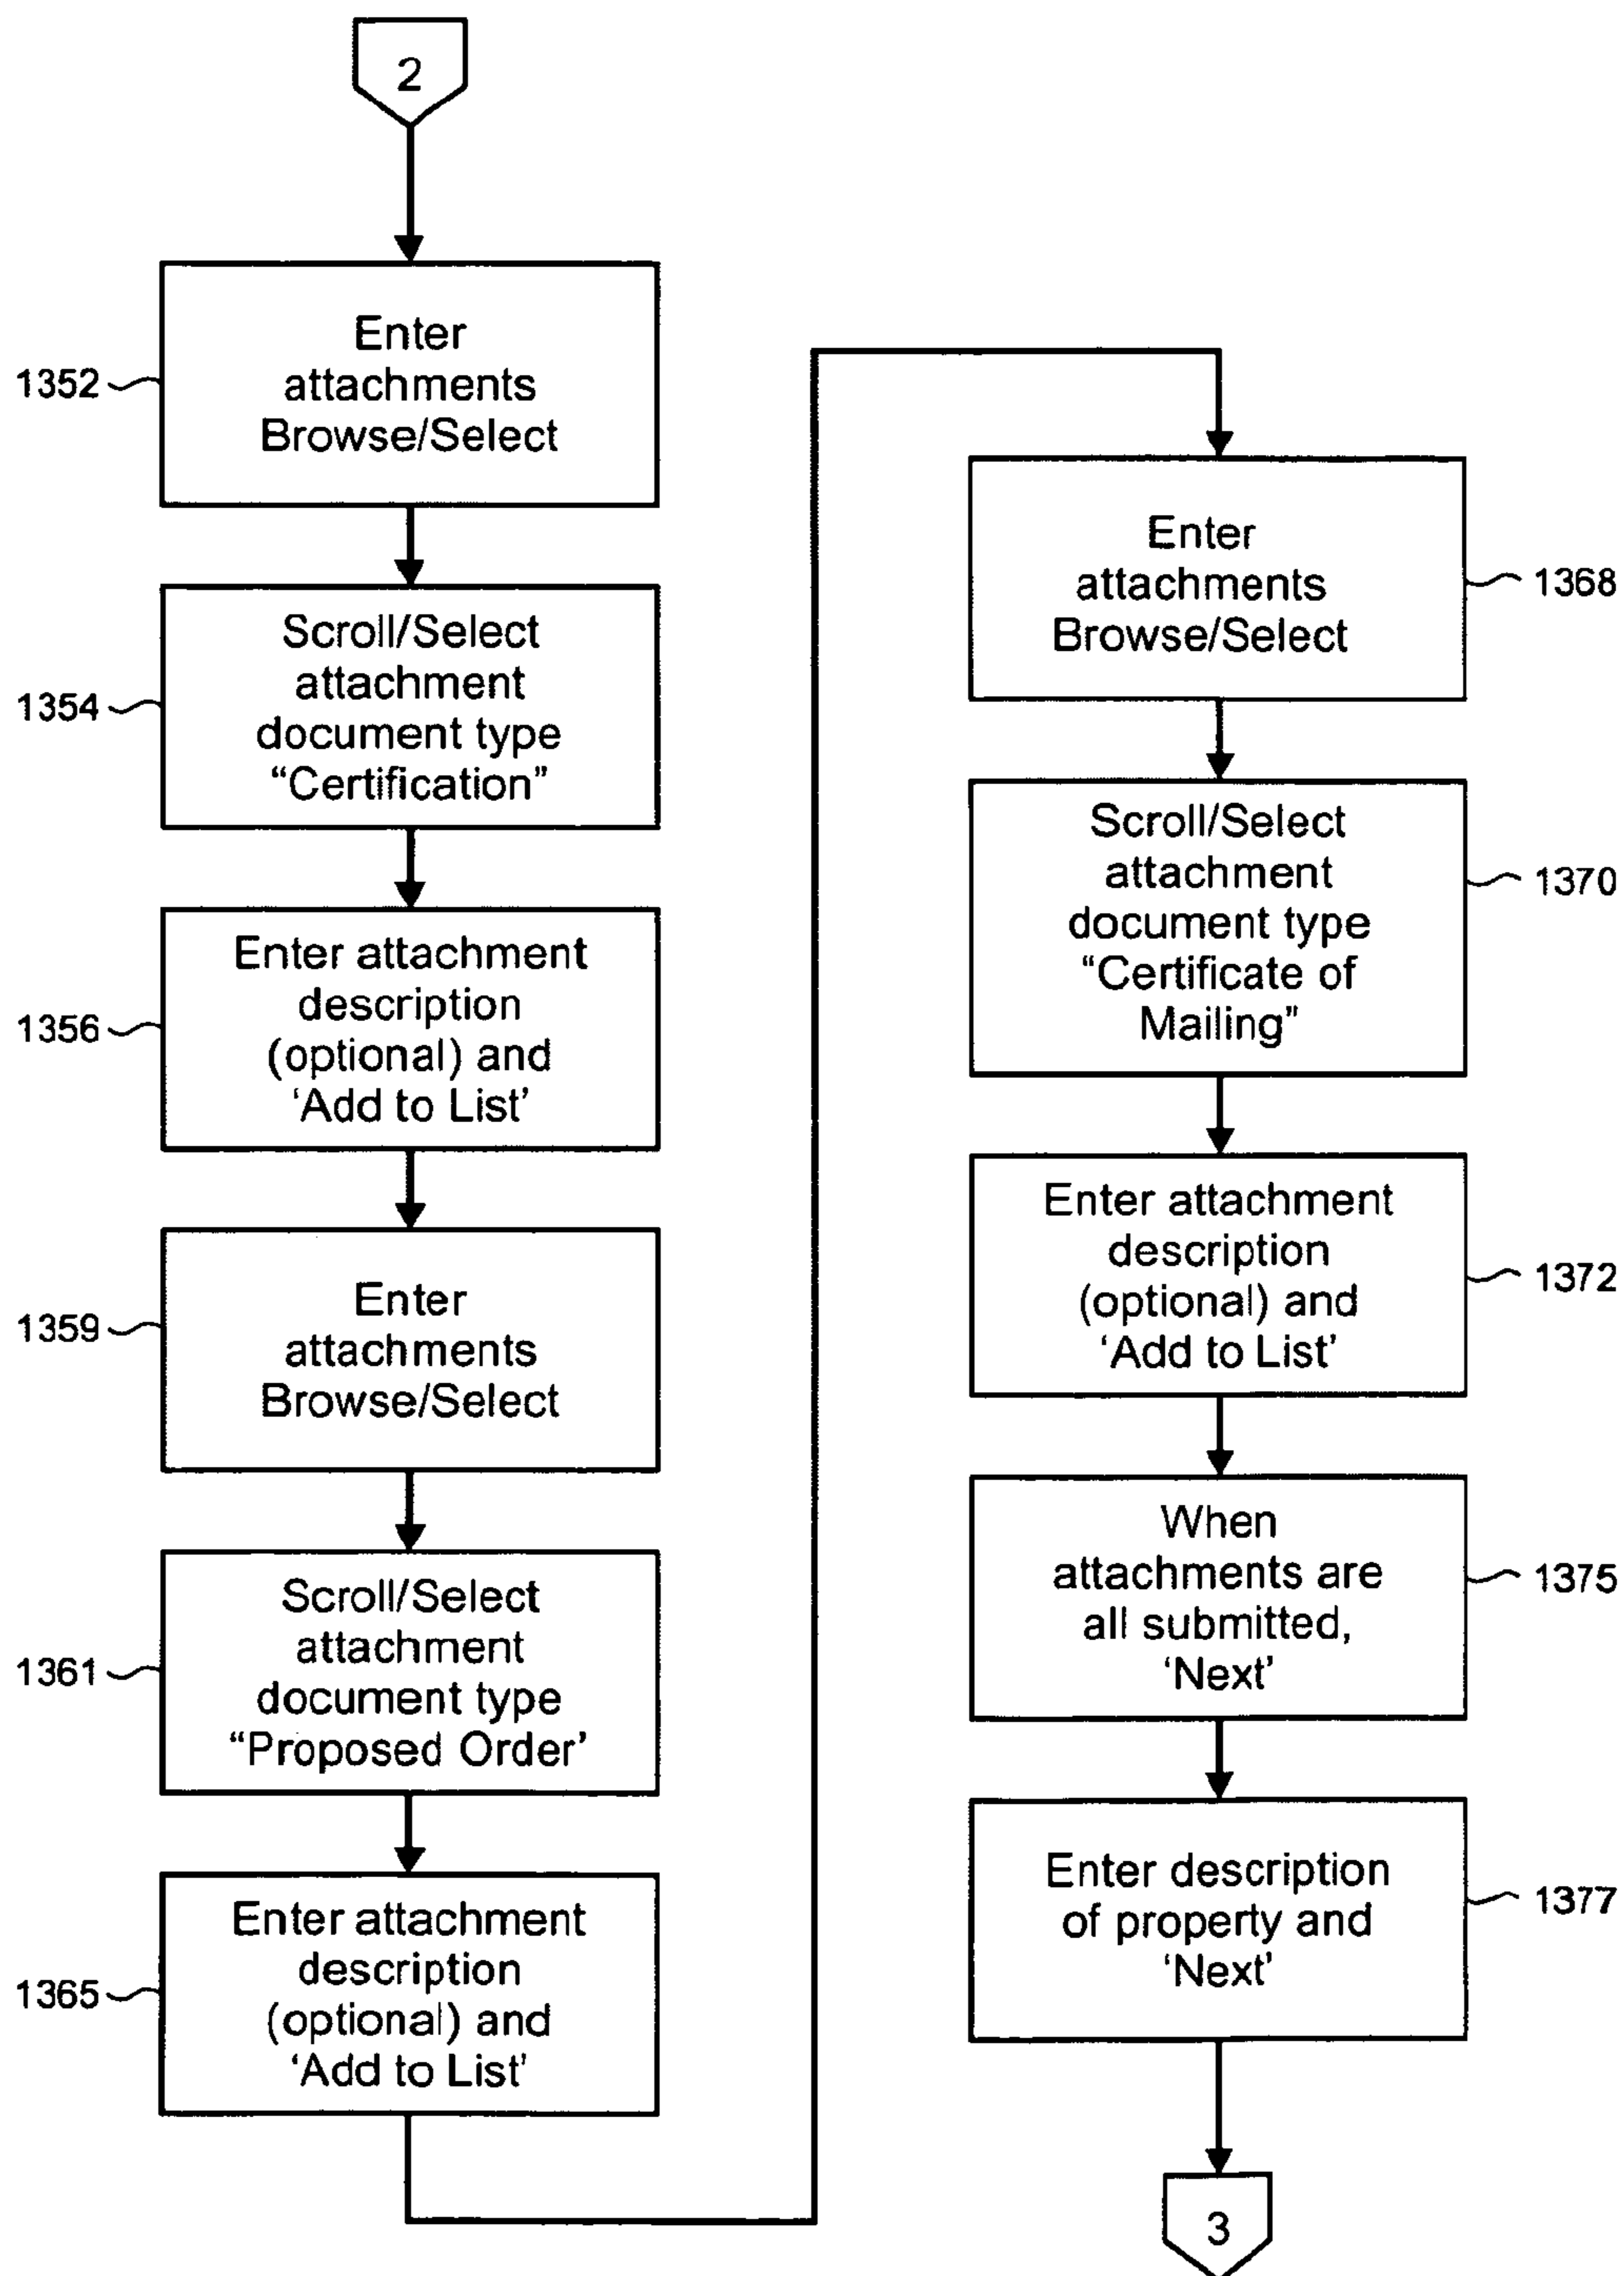 2
1352
Enter
attachments
Browse/Select
1354
Scroll/Select
attachment
document type
“Certification”
1356
Enter attachment
description
(optional) and
‘Add to List’
1359
Enter
attachments
Browse/Select
1361
Scroll/Select
attachment
document type
“Proposed Order’
1365
Enter attachment
description
(optional) and
‘Add to List’
Enter
attachments
Browse/Select
1368
Scroll/Select
attachment
document type
“Certificate of
Mailing”
1370
Enter attachment
description
(optional) and
‘Add to List’
1372
When
attachments are
all submitted,
‘Next’
1375
Enter description
of property and
‘Next’
1377
3